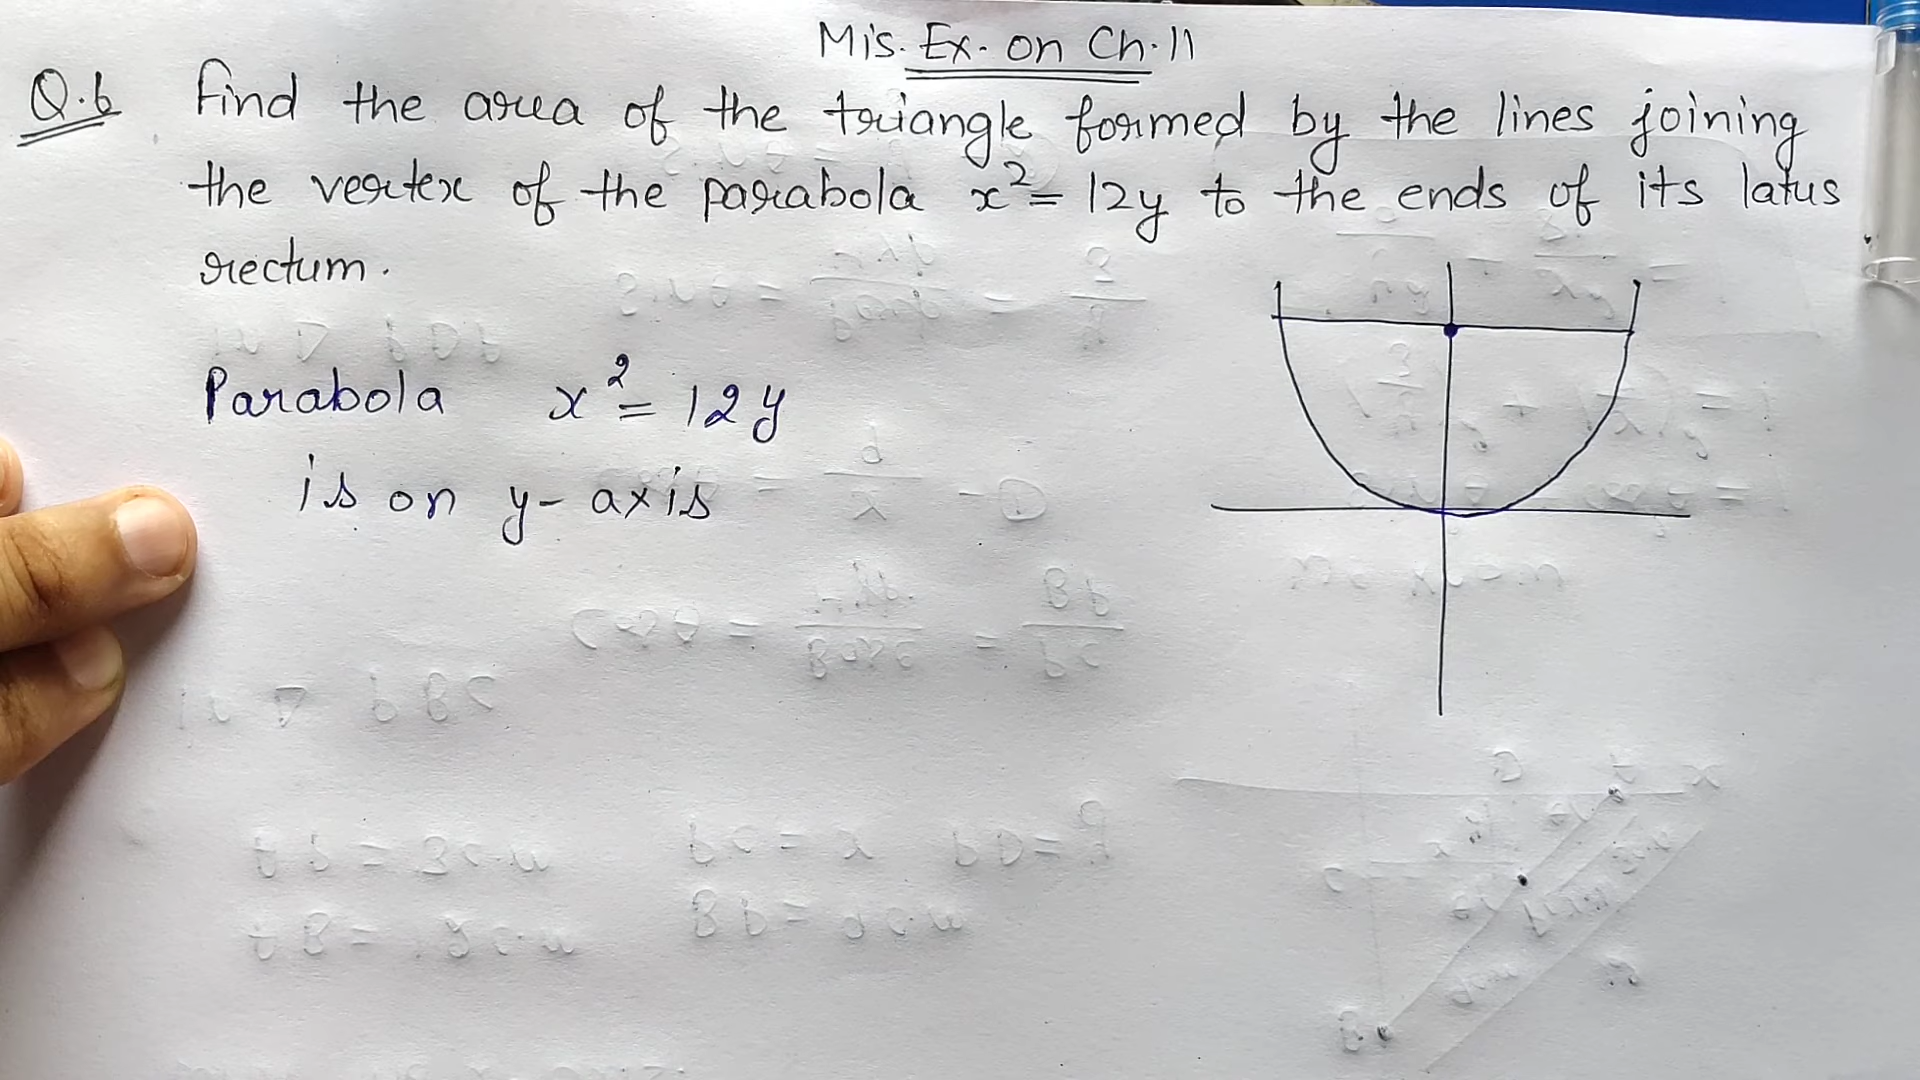 Mis. Ex. on Ch. 11
Q.6 Find the area of the triangle formed by the lines joining
the vertex of the parabola x² = 12y to the ends of its latus
rectum.
Parabola x² = 12y
is on y-axis